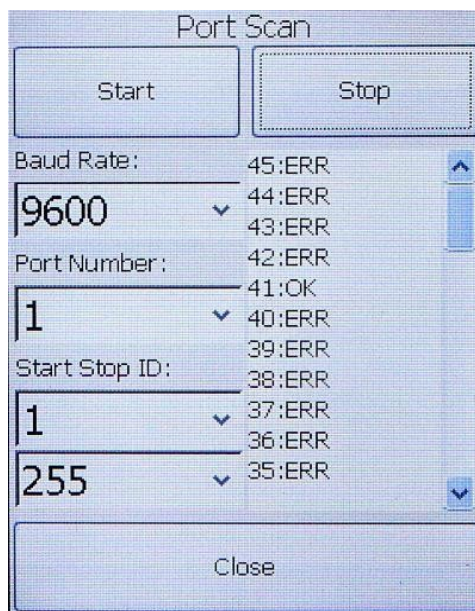 Port Scan
Start
Stop
Baud Rate:
9600
Port Number:
1
Start Stop ID:
1
255
45:ERR
44:ERR
43:ERR
42:ERR
41:OK
40:ERR
39:ERR
38:ERR
37:ERR
36:ERR
35:ERR
Close